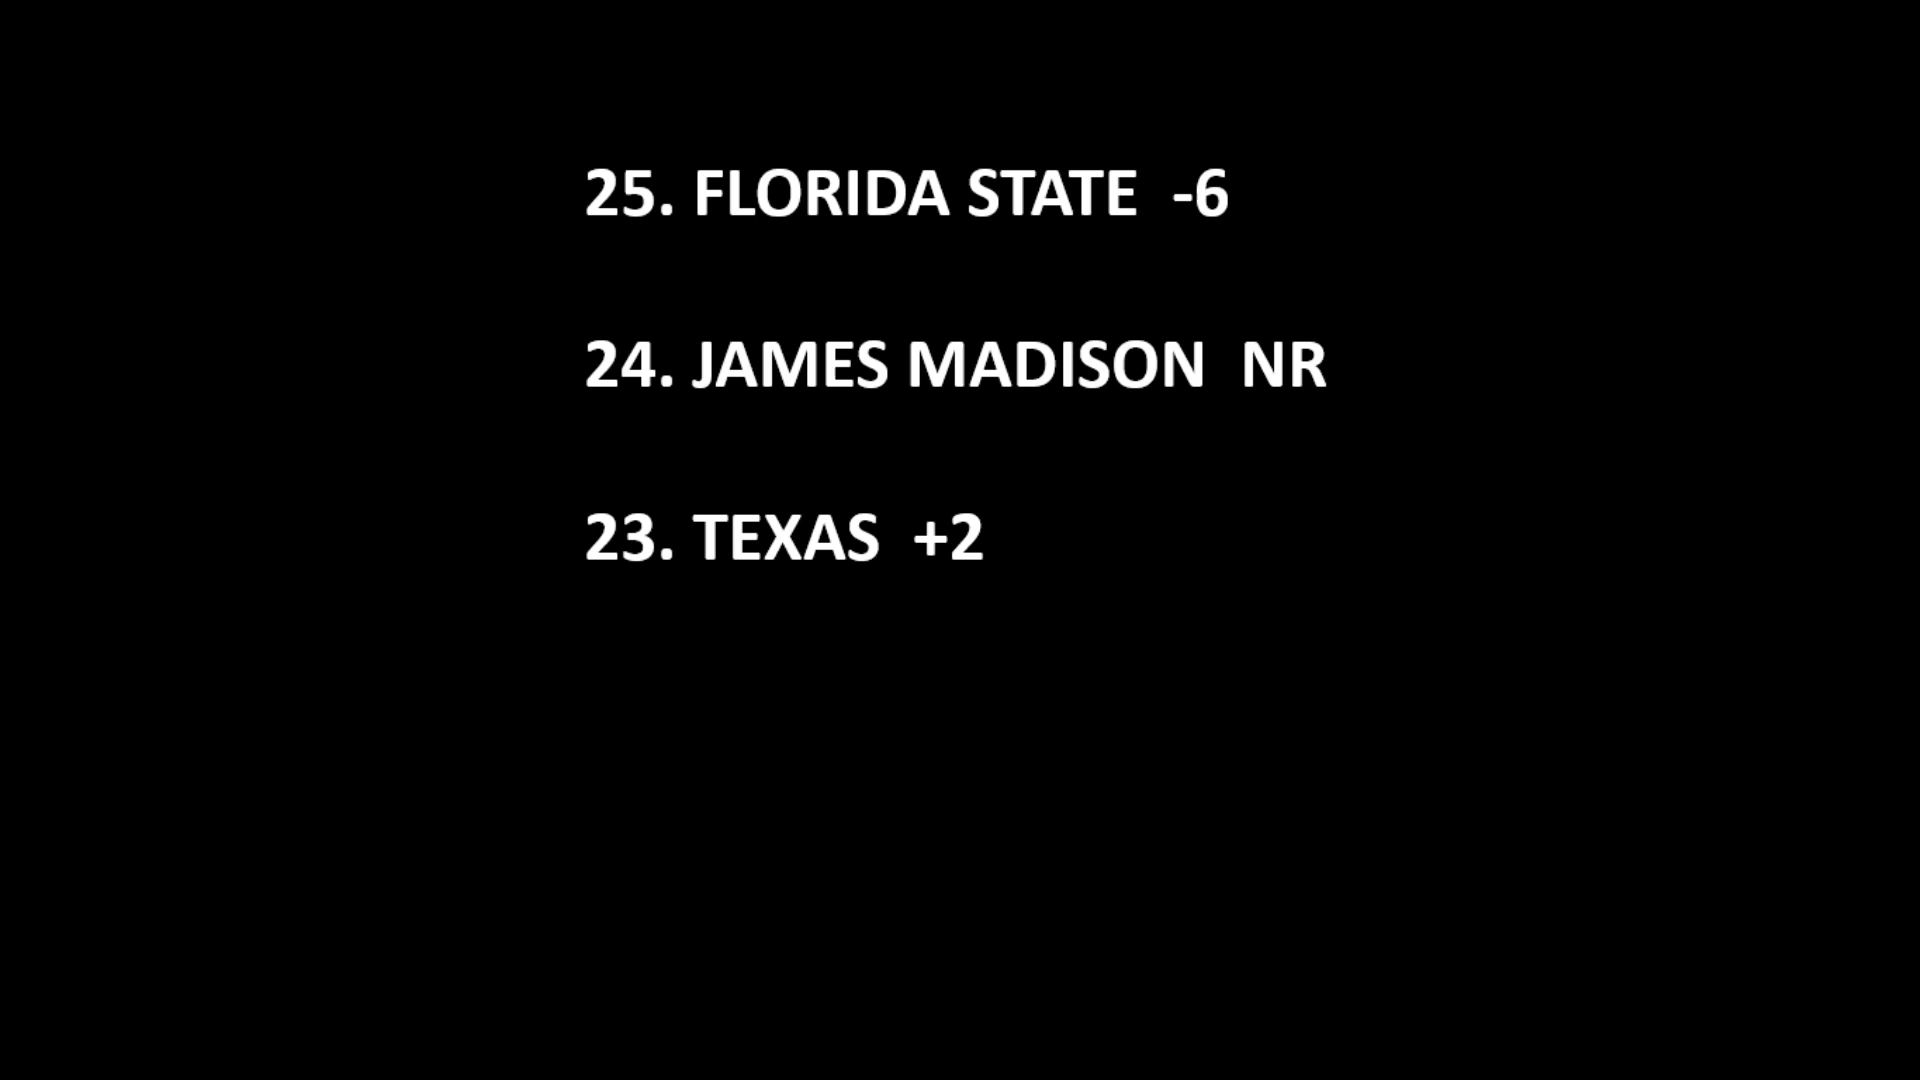 25. FLORIDA STATE  -6
24. JAMES MADISON  NR
23. TEXAS  +2